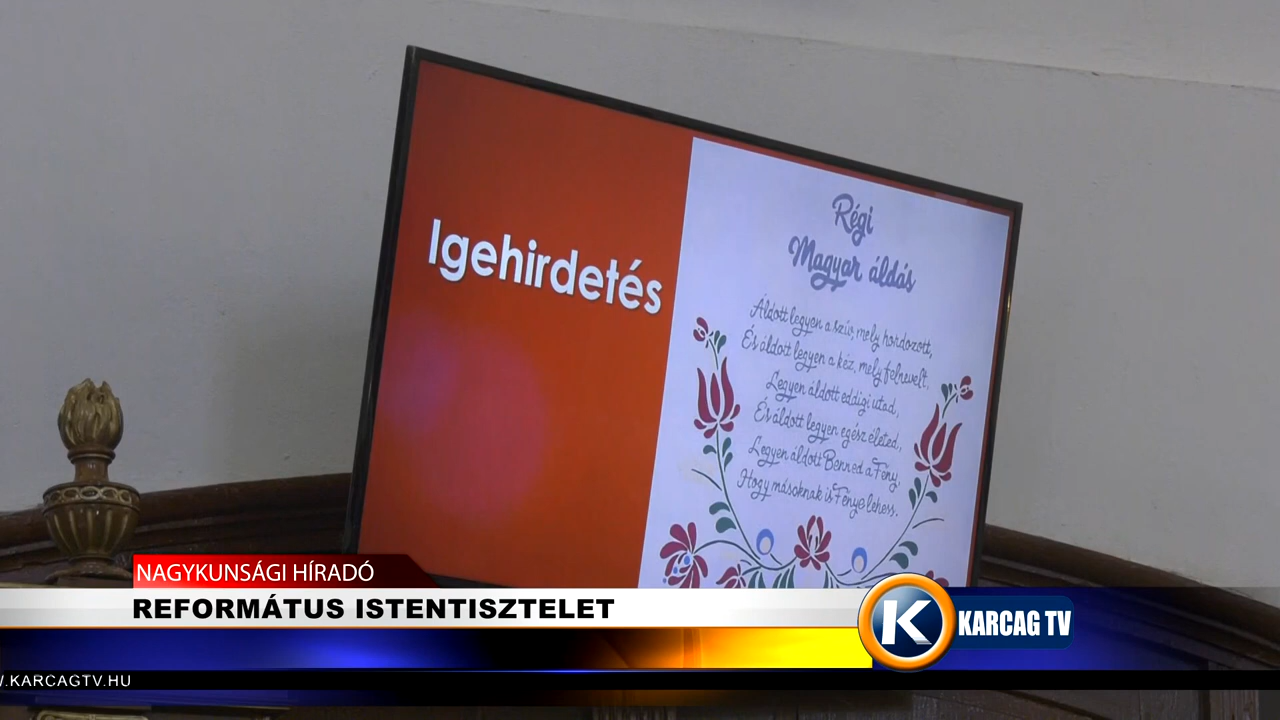 Igehirdetés
Régi
Magyar áldás
Áldott legyen a szív, mely hordozott,
És áldott legyen a kéz, mely felnevelt,
Legyen áldott eddigi utad,
És áldott legyen egész életed,
Legyen áldott Benned a Fény,
Hogy másoknak is Fénye lehess.
NAGYKUNSÁGI HÍRADÓ
REFORMÁTUS ISTENTISZTELET
K KARCAG TV
.KARCAGTV.HU